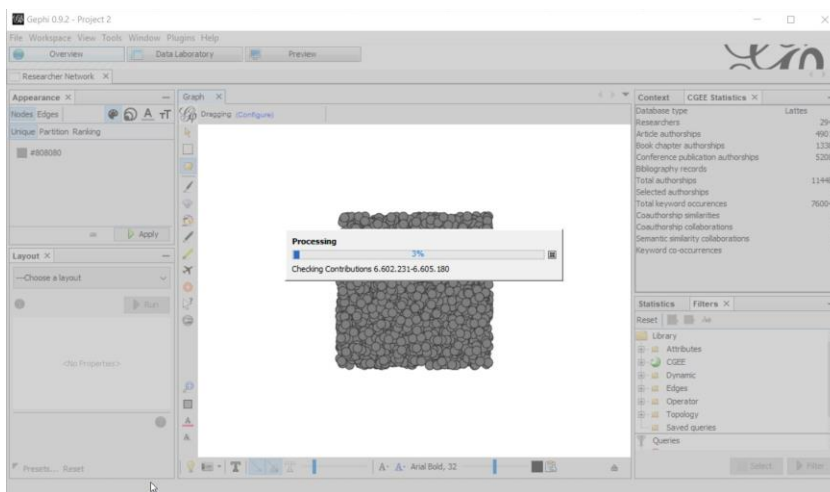 Gephi 0.9.2 - Project 2
File Workspace View Tools Window Plugins Help
Overview Data Laboratory Preview
Researcher Network
Appearance
Graph
Context CGEE Statistics
Nodes Edges
Dragging (Configure)
Database type Lattes
Researchers
Unique Partition Ranking
Article authorships
#808080
Book chapter authorships
Conference publication authorships
Bibliography records
Total authorships
Selected authorships
Total keyword occurences
Coauthorship similarities
Apply
Coauthorship collaborations
Semantic similarity collaborations
Keyword co-occurrences
Processing
3%
Checking Contributions 6.602.231-6.605.180
Layout
---Choose a layout
Run
Statistics Filters
Reset
Library
Attributes
CGEE
Dynamic
Edges
Operator
Topology
Saved queries
Queries
<No Properties>
Presets... Reset
T
A- A- Arial Bold, 32
Select Filter